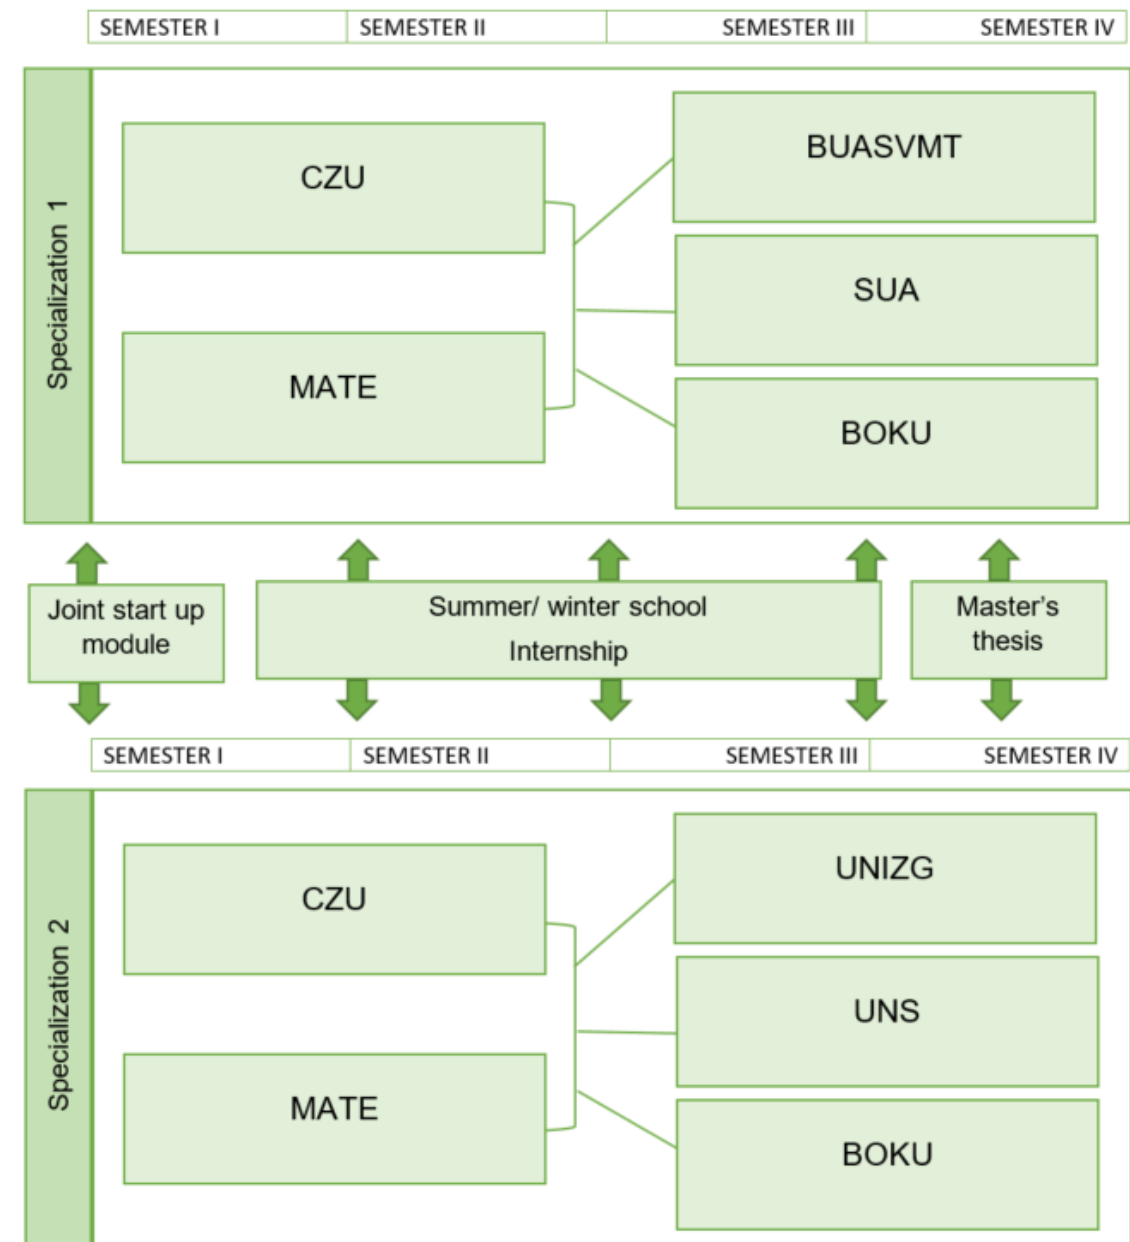 SEMESTER I SEMESTER II SEMESTER III SEMESTER IV
Specialization 1
CZU
MATE
BUASVMT
SUA
BOKU
Joint start up
module
Summer/ winter school
Internship
Master's
thesis
SEMESTER I SEMESTER II SEMESTER III SEMESTER IV
Specialization 2
CZU
MATE
UNIZG
UNS
BOKU